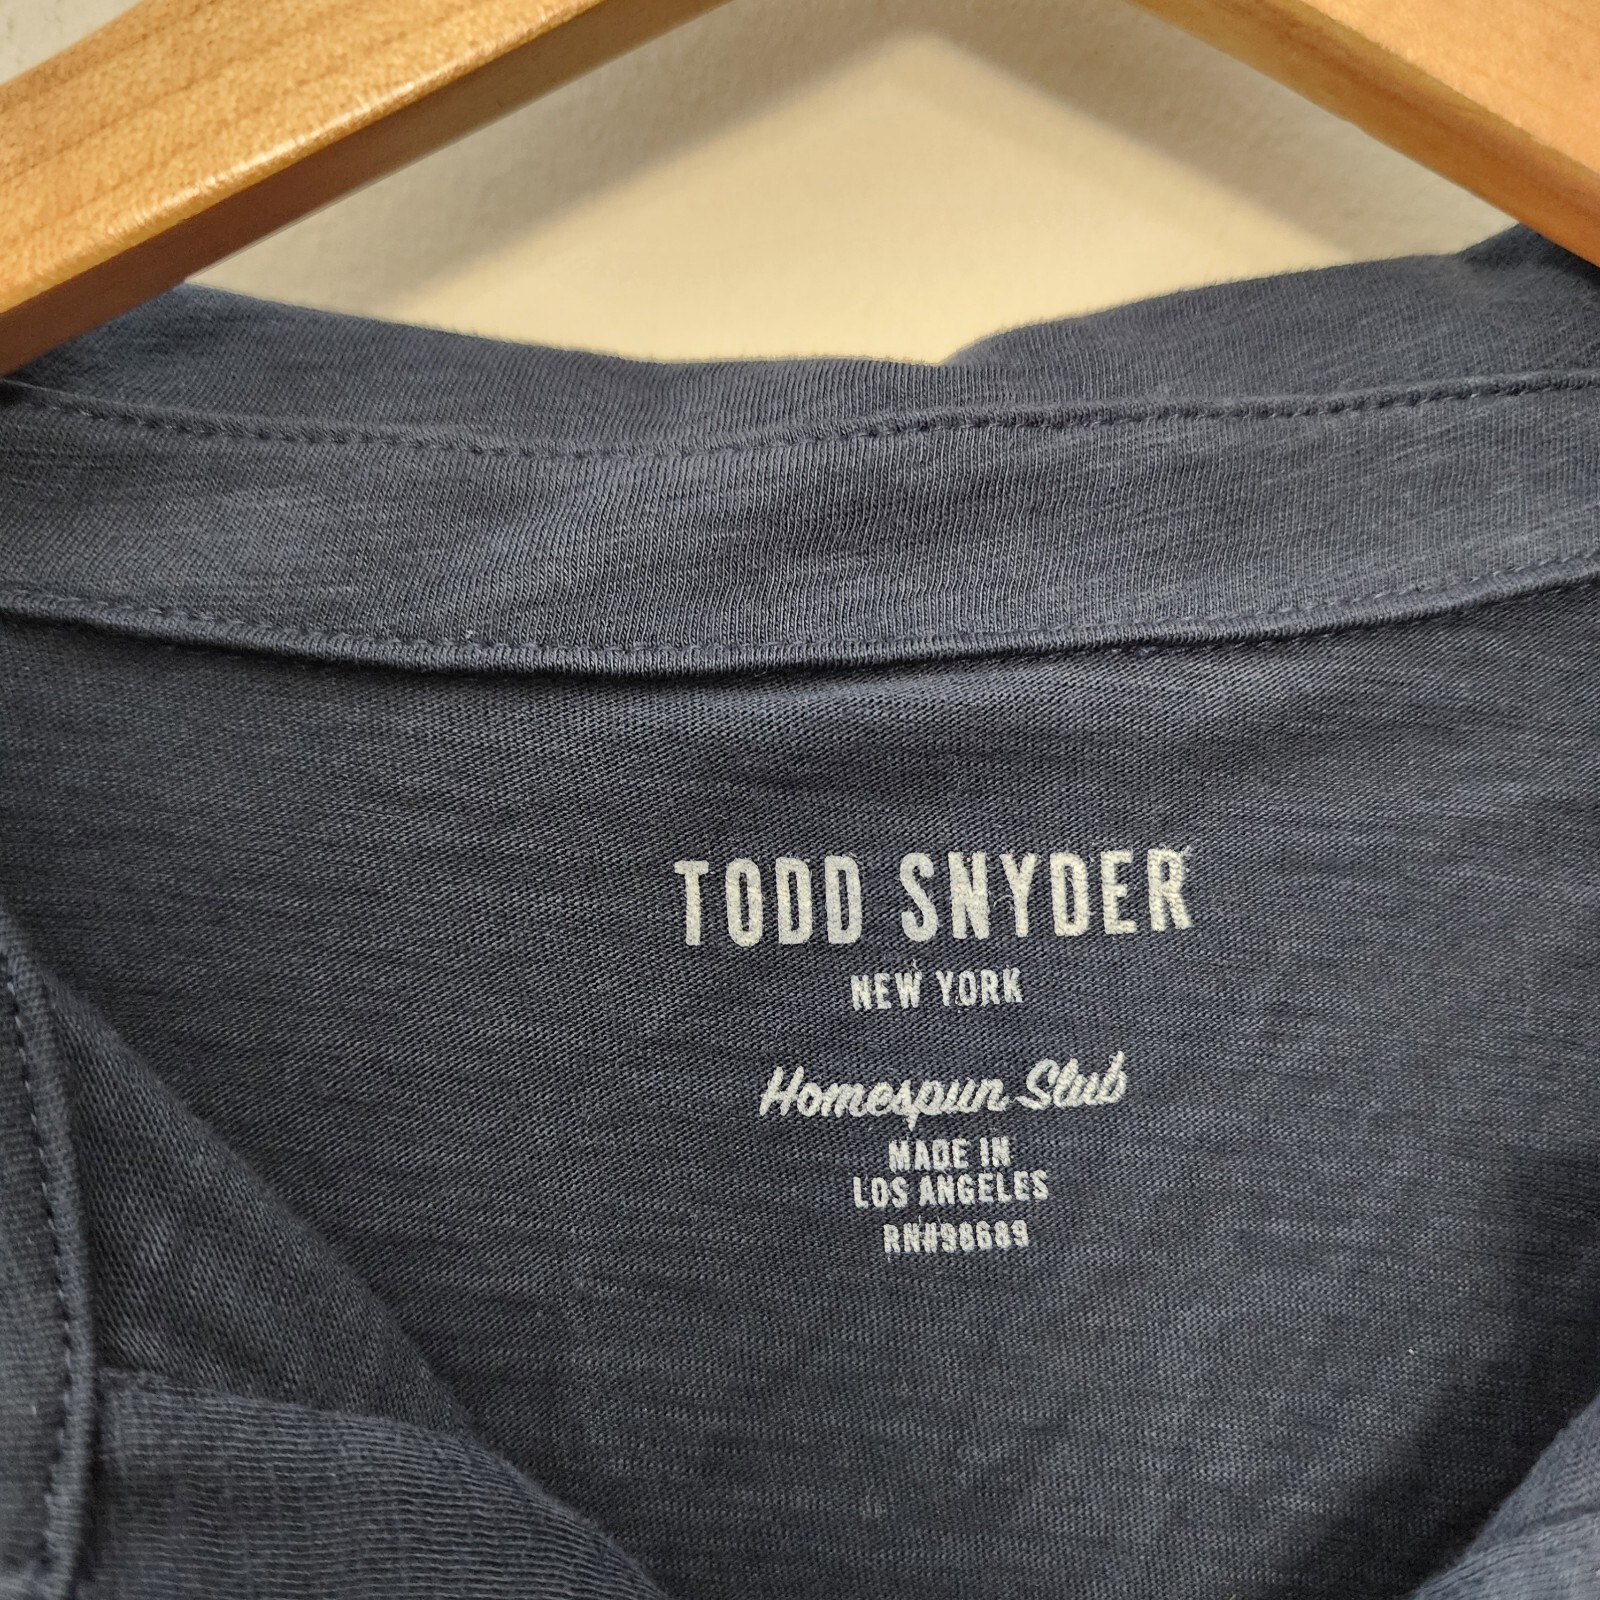 TODD SNYDER
NEW YORK
Homespun Slub
MADE IN
LOS ANGELES
RN#98689